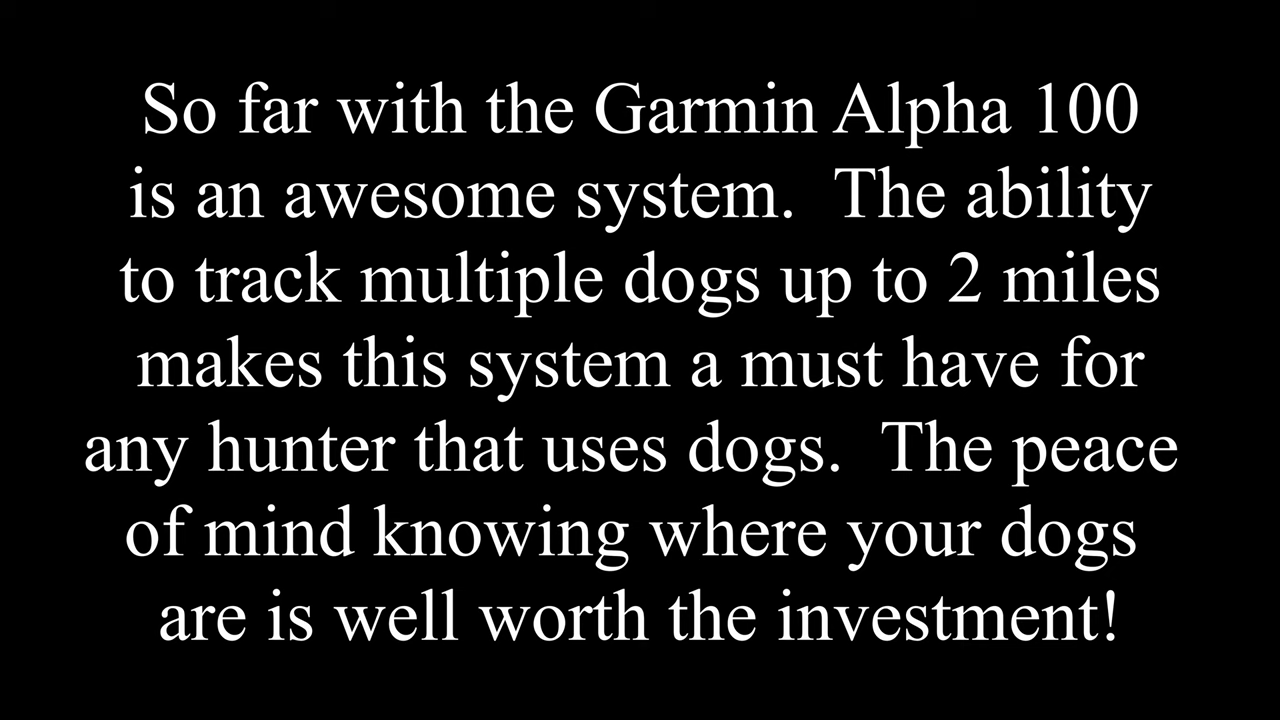 So far with the Garmin Alpha 100
is an awesome system.  The ability
to track multiple dogs up to 2 miles
makes this system a must have for
any hunter that uses dogs.  The peace
of mind knowing where your dogs
are is well worth the investment!